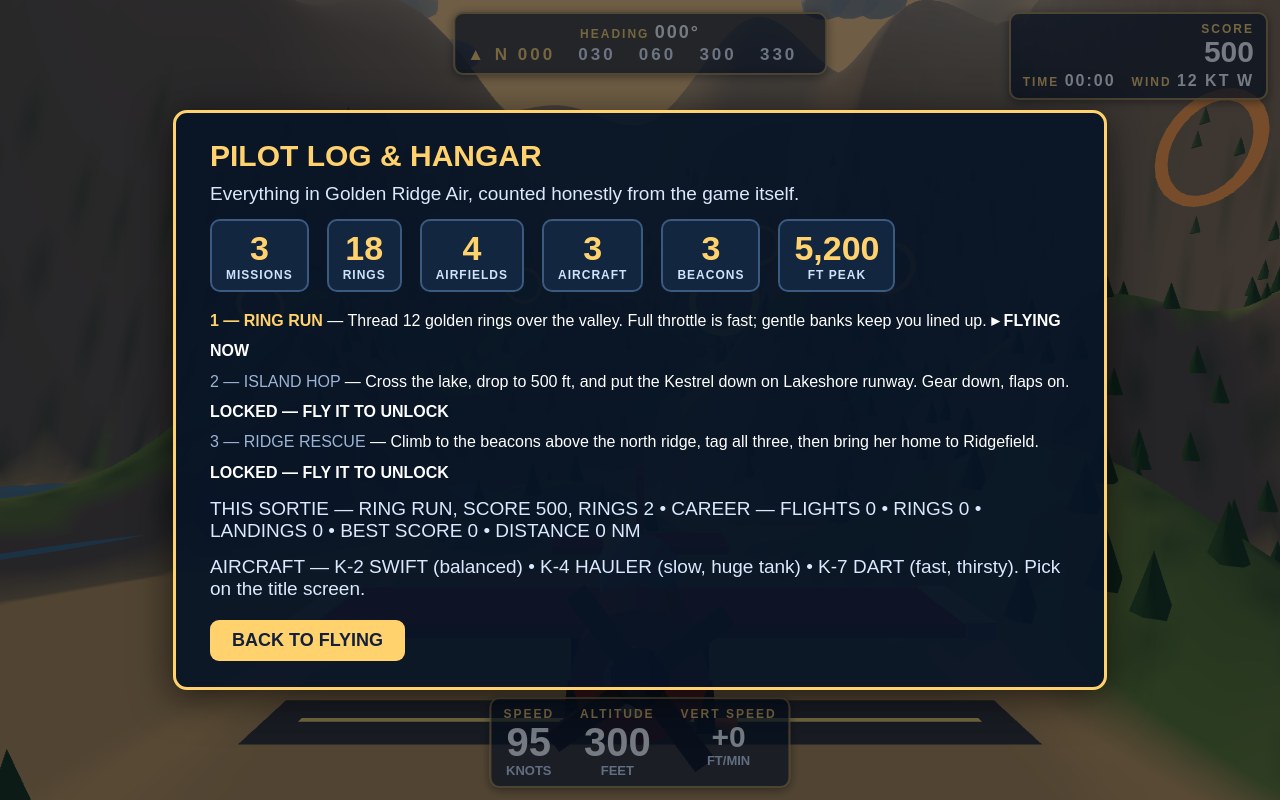 HEADING 000°
▲ N 000 030 060 300 330
SCORE
500
TIME 00:00 WIND 12 KT W
PILOT LOG & HANGAR
Everything in Golden Ridge Air, counted honestly from the game itself.
3 18 4 3 3 5,200
MISSIONS RINGS AIRFIELDS AIRCRAFT BEACONS FT PEAK
1 — RING RUN — Thread 12 golden rings over the valley. Full throttle is fast; gentle banks keep you lined up. ▸ FLYING
NOW
2 — ISLAND HOP — Cross the lake, drop to 500 ft, and put the Kestrel down on Lakeshore runway. Gear down, flaps on.
LOCKED — FLY IT TO UNLOCK
3 — RIDGE RESCUE — Climb to the beacons above the north ridge, tag all three, then bring her home to Ridgefield.
LOCKED — FLY IT TO UNLOCK
THIS SORTIE — RING RUN, SCORE 500, RINGS 2 • CAREER — FLIGHTS 0 • RINGS 0 •
LANDINGS 0 • BEST SCORE 0 • DISTANCE 0 NM
AIRCRAFT — K-2 SWIFT (balanced) • K-4 HAULER (slow, huge tank) • K-7 DART (fast, thirsty). Pick
on the title screen.
BACK TO FLYING
SPEED ALTITUDE VERT SPEED
95 300 +0
KNOTS FEET FT/MIN